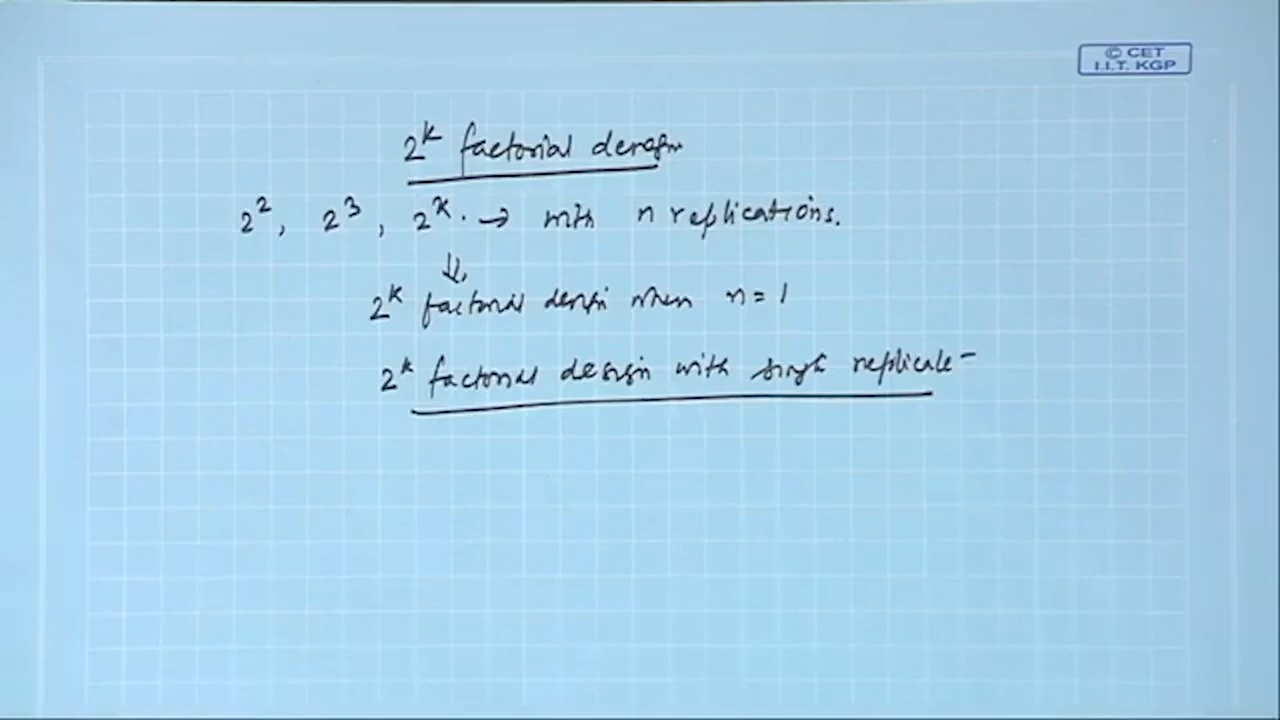 © CET
I.I.T. KGP
2^k factorial design
2^2, 2^3, 2^k. → with n replications.
⇓
2^k factorial design when n = 1
2^k factorial design with single replicate -